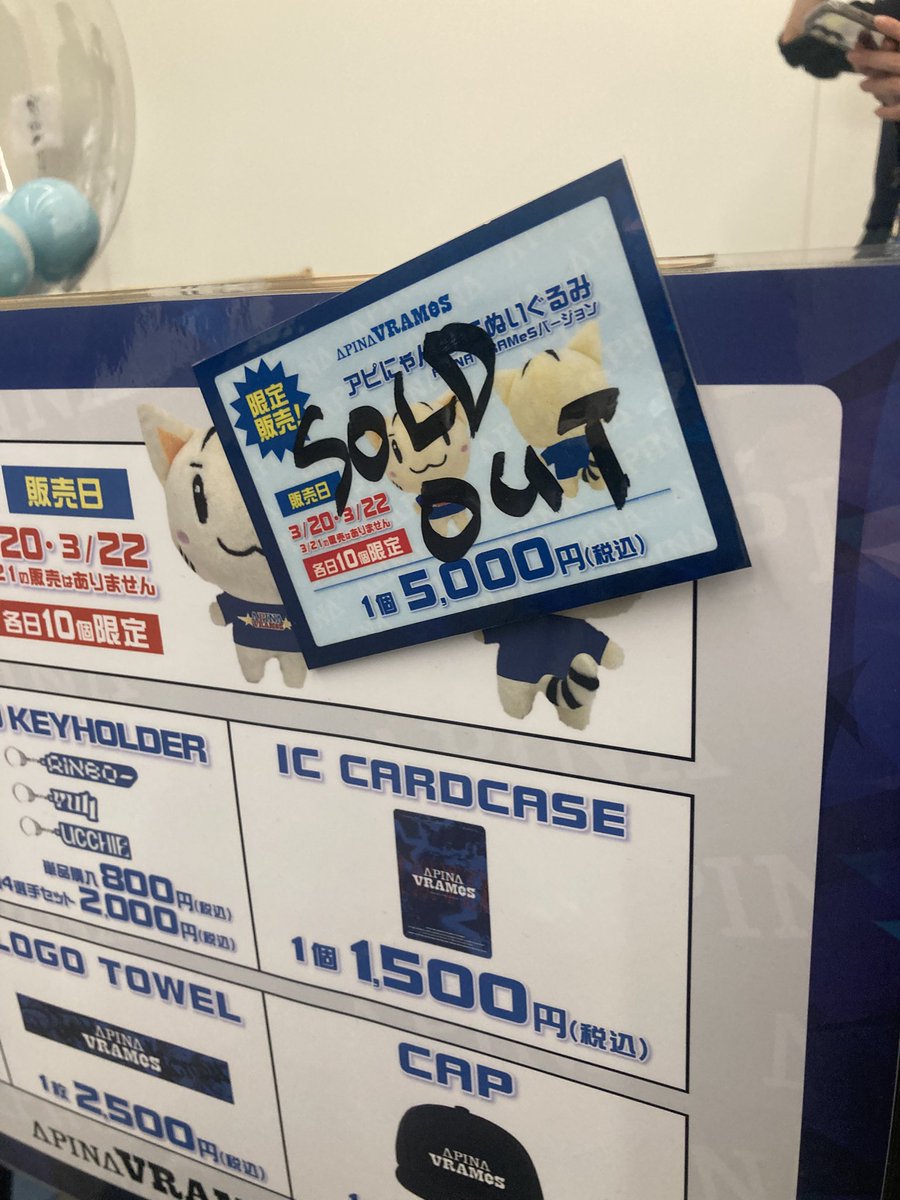 APINA VRAMeS
アピにゃん
ぬいぐるみ
VRAMeSバージョン
限定
販売!
SOLD
OUT
販売日
3/20・3/22
3/21の販売はありません
各日10個限定
1個 5,000円(税込)
販売日
20・3/22
21の販売はありません
各日10個限定
APINA
VRAMeS
KEYHOLDER
RINBO-
UCCHIE
単品購入 800円(税込)
4選手セット 2,000円(税込)
IC CARDCASE
APINA
VRAMeS
1個 1,500円(税込)
LOGO TOWEL
APINA
VRAMeS
1枚 2,500円(税込)
CAP
APINA
VRAMeS
APINA VRAM